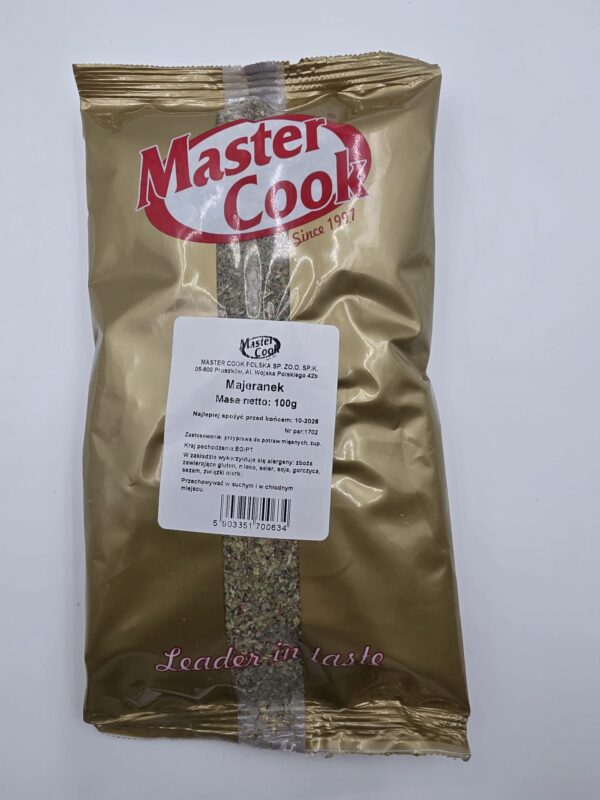 Master
Cook
Since 1991
Master
Cook
MASTER COOK POLSKA SP. ZO.O. SP.K.
05-800 Pruszków, Al. Wojska Polskiego 42b
Majeranek
Masa netto: 100g
Najlepiej spożyć przed końcem: 10-2028
Nr par:1702
Zastosowanie: przyprawa do potraw mięsnych, zup.
Kraj pochodzenia:EGIPT
W zakładzie wykorzystuje się alergeny: zboża
zawierające gluten, mleko, seler, soja, gorczyca,
sezam, związki siarki.
Przechowywać w suchym i w chłodnym
miejscu.
5 903351 700634
Leader in taste